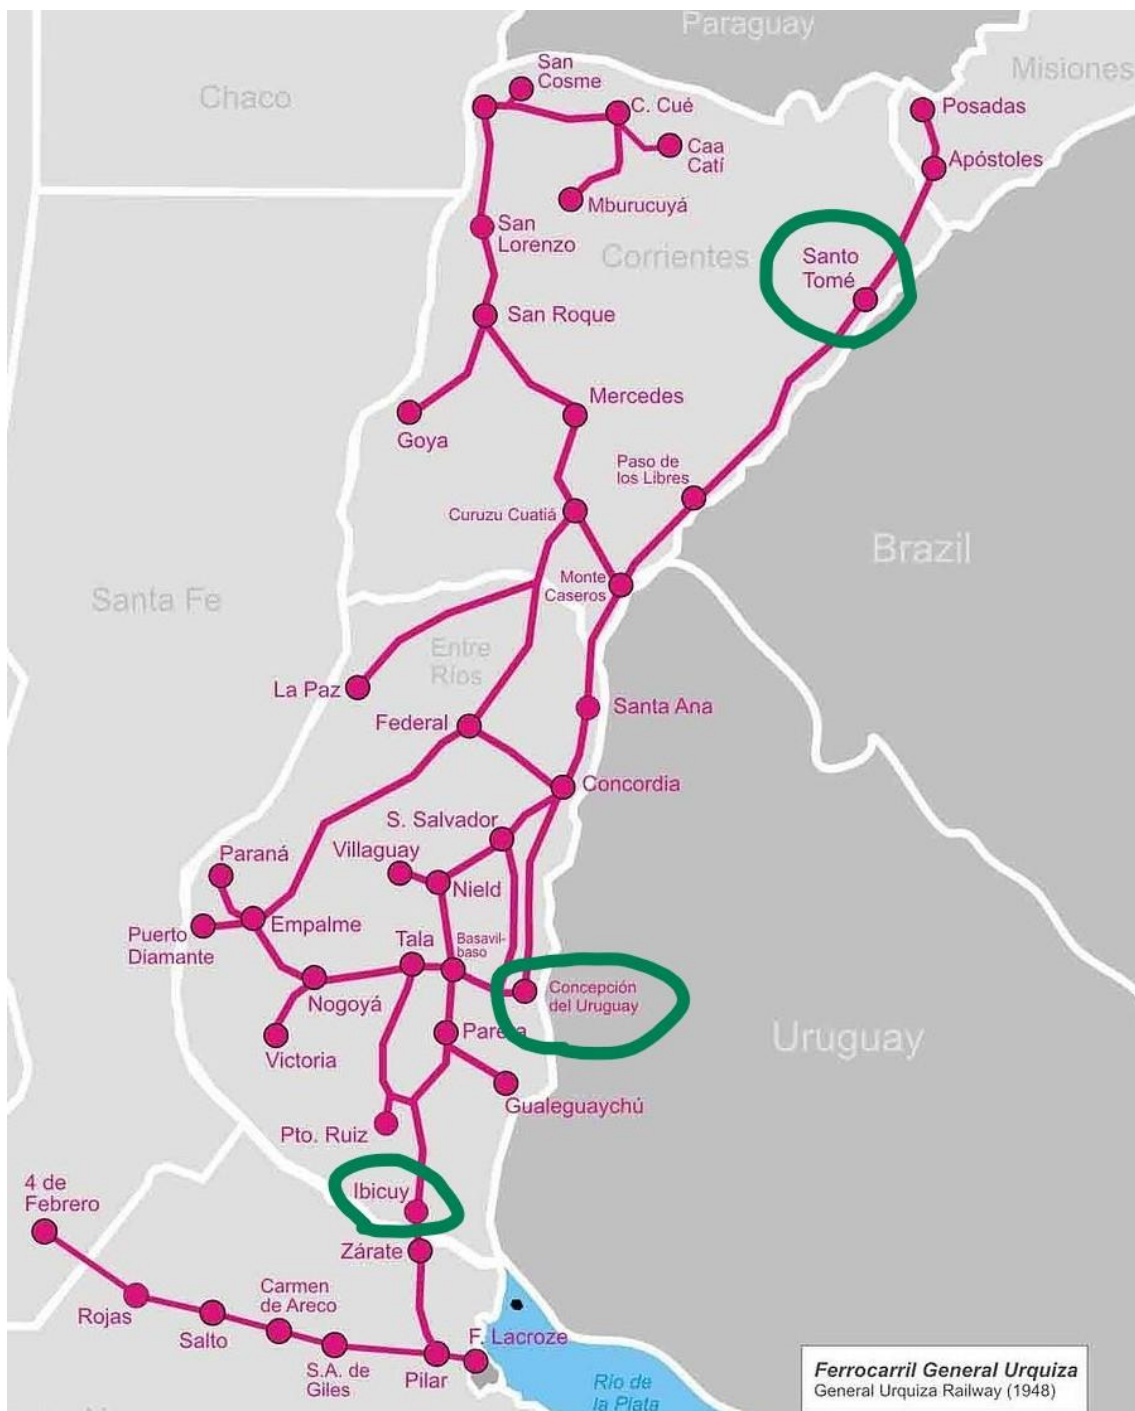 Paraguay
San
Cosme
Chaco
Misiones
C. Cué
Posadas
Caa
Catí
Apóstoles
Mburucuyá
San
Lorenzo
Corrientes
Santo
Tomé
San Roque
Mercedes
Goya
Paso de
los Libres
Curuzu Cuatiá
Brazil
Monte
Caseros
Santa Fe
Entre
Ríos
La Paz
Santa Ana
Federal
Concordia
S. Salvador
Villaguay
Paraná
Nield
Empalme
Puerto
Diamante
Tala
Basavil-
baso
Concepción
del Uruguay
Nogoyá
Parera
Uruguay
Victoria
Gualeguaychú
Pto. Ruiz
Ibicuy
4 de
Febrero
Zárate
Carmen
de Areco
Rojas
Salto
F. Lacroze
S.A. de
Giles
Pilar
Río de
la Plata
Ferrocarril General Urquiza
General Urquiza Railway (1948)